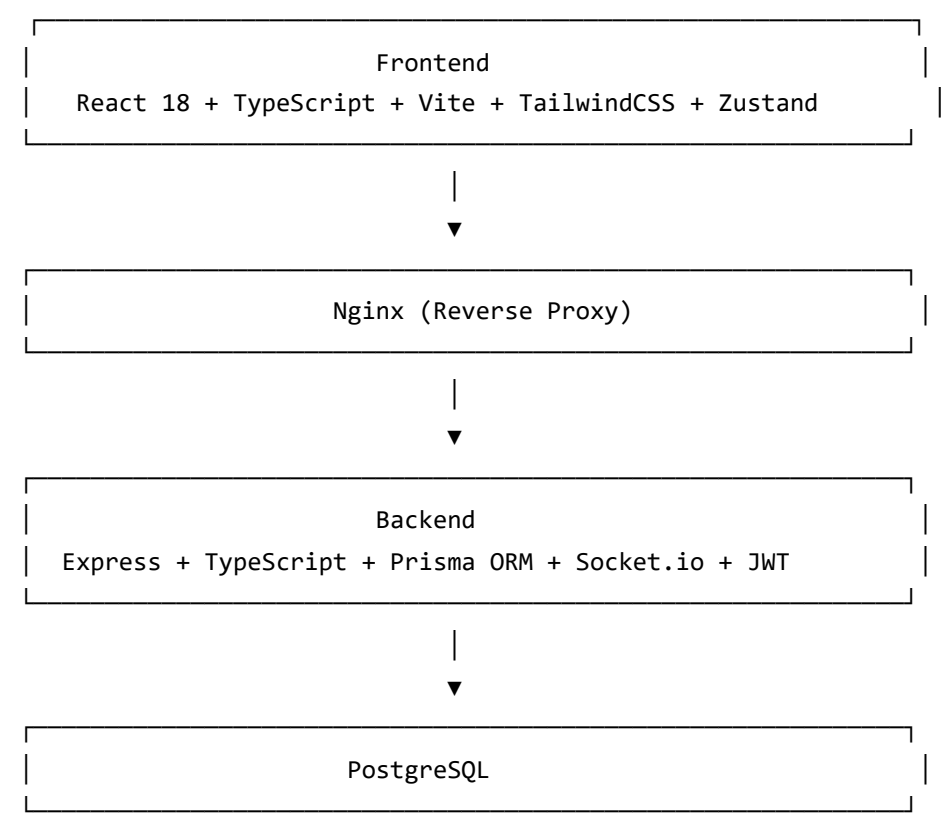 Frontend
React 18 + TypeScript + Vite + TailwindCSS + Zustand
Nginx (Reverse Proxy)
Backend
Express + TypeScript + Prisma ORM + Socket.io + JWT
PostgreSQL